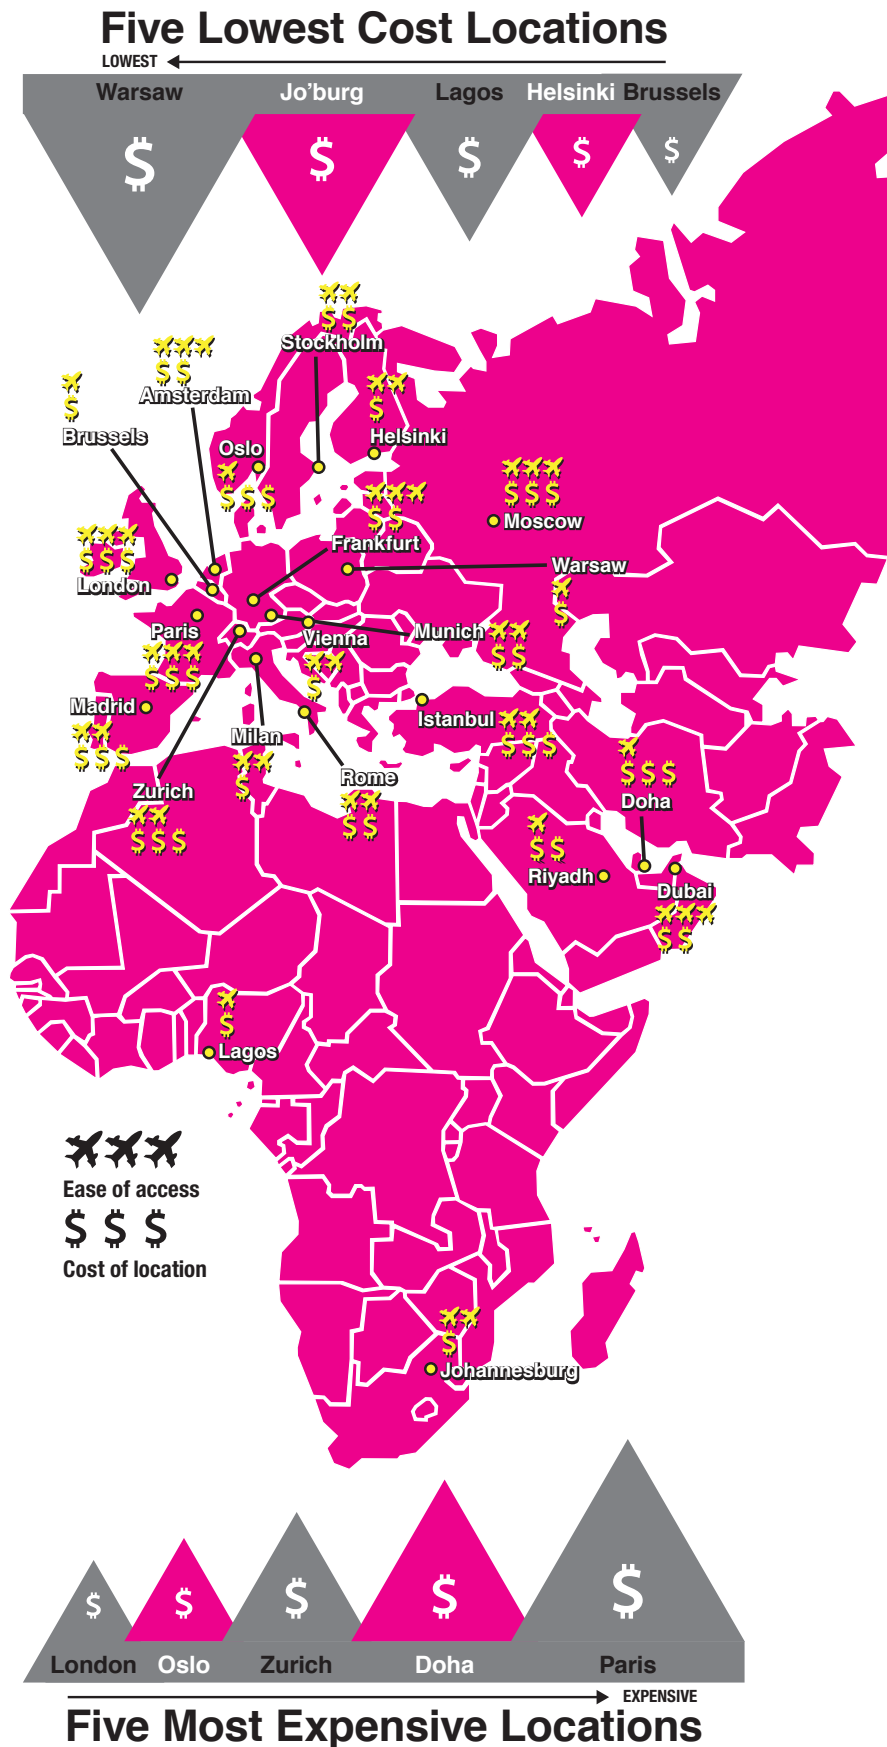 Five Lowest Cost Locations
LOWEST
Warsaw Jo'burg Lagos Helsinki Brussels
$ $ $ $ $
$ $
Stockholm
$ $
Amsterdam
$
Brussels
$
Helsinki
Oslo
$ $ $
$ $ $
Moscow
$ $
Frankfurt
$ $ $
London
Warsaw
$
Paris
$ $ $
Vienna
$
Munich
$ $
Madrid
$ $ $
Istanbul
$ $ $
Milan
$
Rome
$ $
Zurich
$ $ $
$ $ $
Doha
$ $
Riyadh
Dubai
$ $
$
Lagos
Ease of access
$ $ $
Cost of location
$
Johannesburg
$ $ $ $ $
London Oslo Zurich Doha Paris
EXPENSIVE
Five Most Expensive Locations